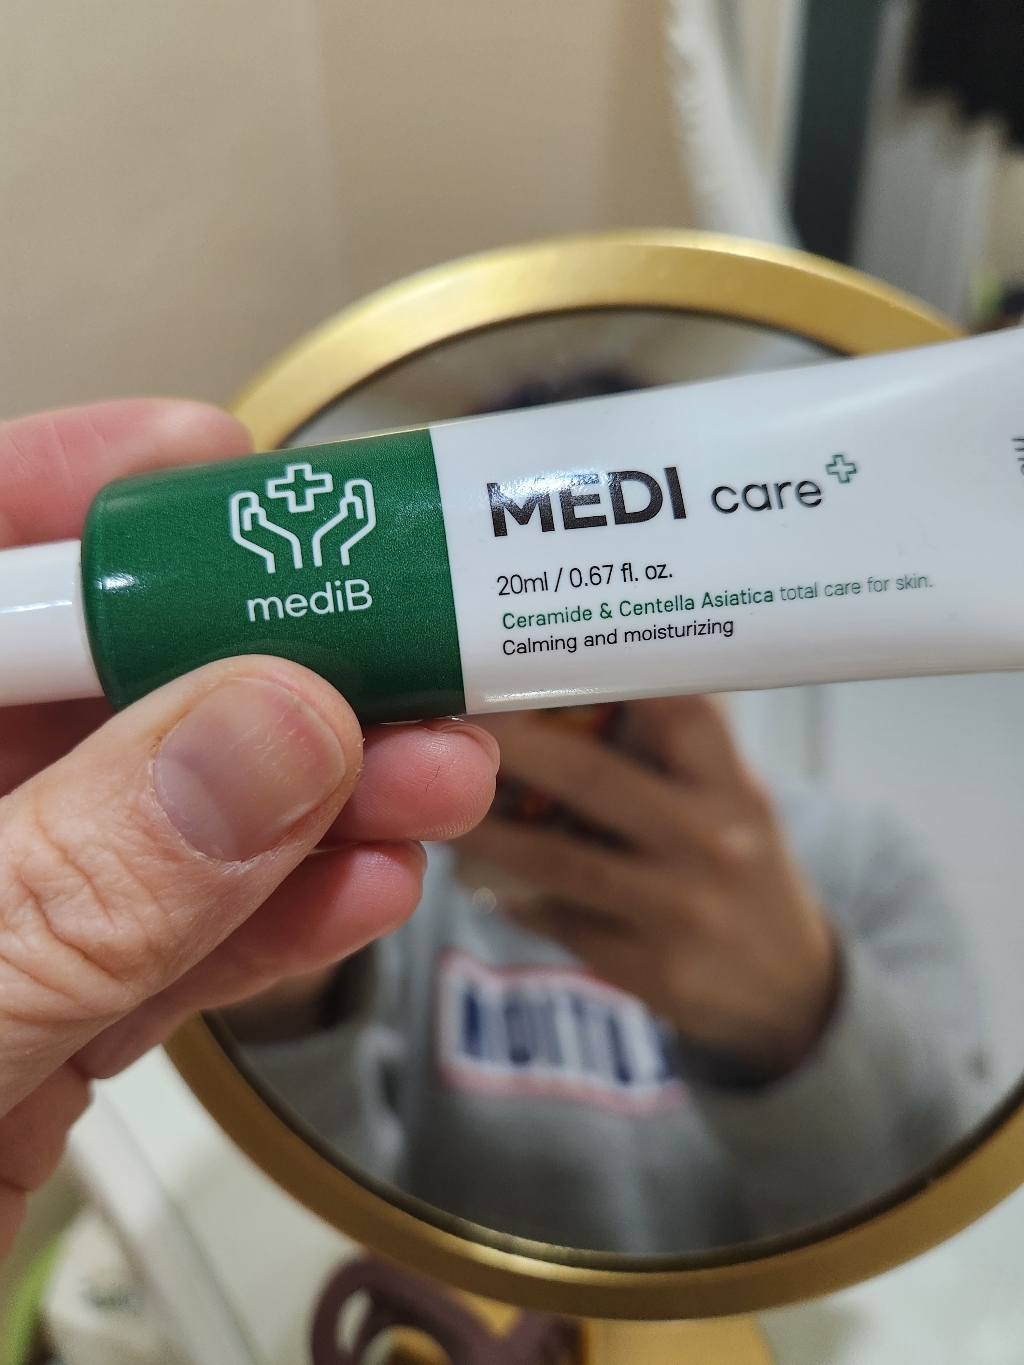 mediB
MEDI care
20ml / 0.67 fl. oz.
Ceramide & Centella Asiatica total care for skin.
Calming and moisturizing